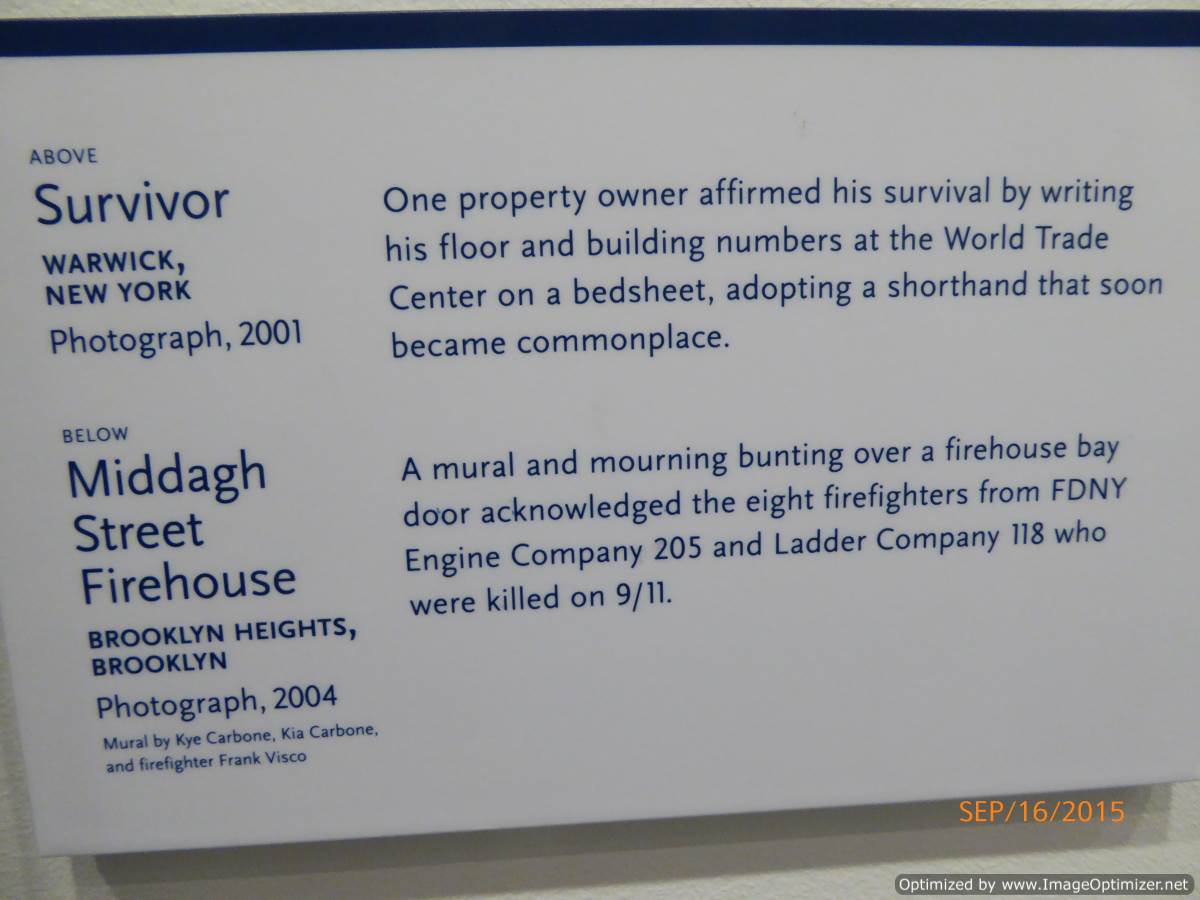 ABOVE
Survivor
WARWICK,
NEW YORK
Photograph, 2001
One property owner affirmed his survival by writing
his floor and building numbers at the World Trade
Center on a bedsheet, adopting a shorthand that soon
became commonplace.
BELOW
Middagh
Street
Firehouse
BROOKLYN HEIGHTS,
BROOKLYN
Photograph, 2004
Mural by Kye Carbone, Kia Carbone,
and firefighter Frank Visco
A mural and mourning bunting over a firehouse bay
door acknowledged the eight firefighters from FDNY
Engine Company 205 and Ladder Company 118 who
were killed on 9/11.
SEP/16/2015
Optimized by www.ImageOptimizer.net